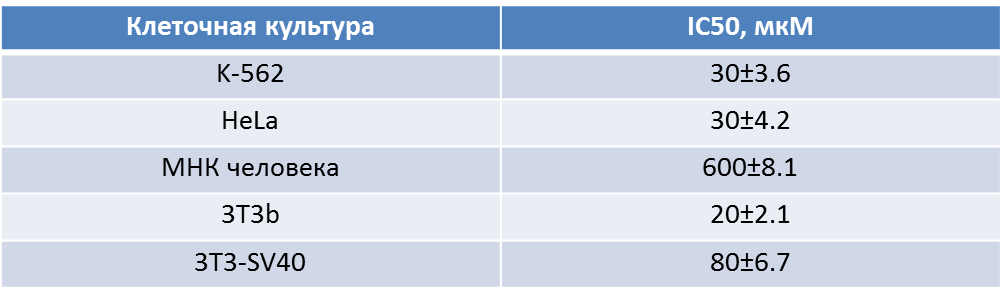 Клеточная культура IC50, мкМ
K-562 30±3.6
HeLa 30±4.2
МНК человека 600±8.1
3T3b 20±2.1
3T3-SV40 80±6.7